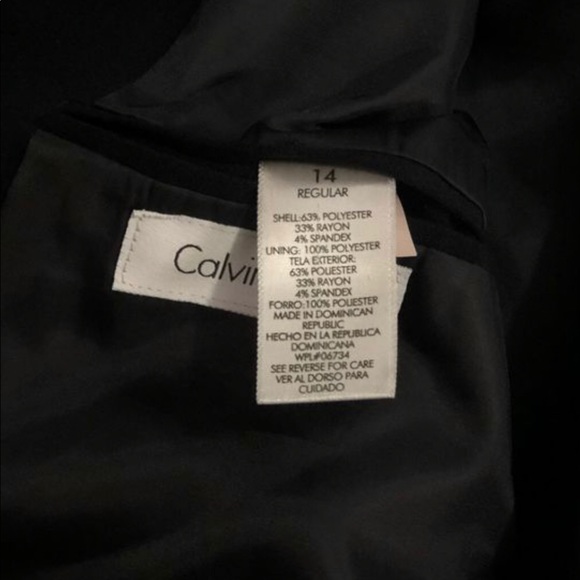 14
REGULAR
SHELL:63% POLYESTER
33% RAYON
4% SPANDEX
LINING: 100% POLYESTER
TELA EXTERIOR:
63% POLIESTER
33% RAYON
4% SPANDEX
FORRO:100% POLIESTER
MADE IN DOMINICAN
REPUBLIC
HECHO EN LA REPUBLICA
DOMINICANA
WPL#06734
SEE REVERSE FOR CARE
VER AL DORSO PARA
CUIDADO
Calvi